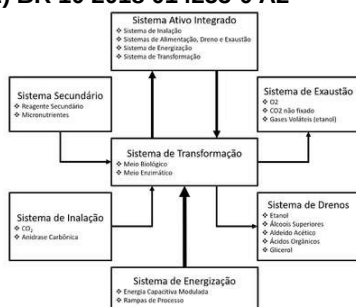 BR 10 A2
Sistema Ativo Integrado
❖ Sistema de Inalação
❖ Sistemas de Alimentação, Dreno e Exaustão
❖ Sistema de Energização
❖ Sistema de Transformação
Sistema Secundário
❖ Reagente Secundário
❖ Micronutrientes
Sistema de Exaustão
❖ O2
❖ CO2 não fixado
❖ Gases Voláteis (etanol)
Sistema de Transformação
❖ Meio Biológico
❖ Meio Enzimático
Sistema de Inalação
❖ CO₂
❖ Anidrase Carbônica
Sistema de Drenos
❖ Etanol
❖ Álcoois Superiores
❖ Aldeído Acético
❖ Ácidos Orgânicos
❖ Glicerol
Sistema de Energização
❖ Energia Capacitiva Modulada
❖ Rampas de Processo